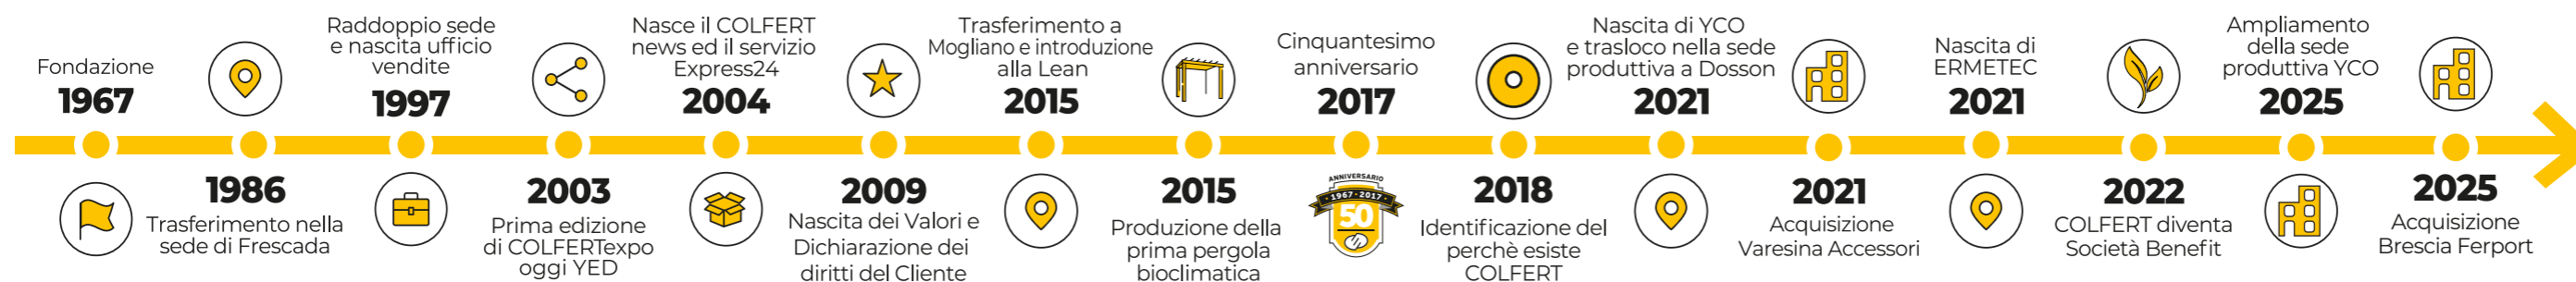 Fondazione
1967
1986
Trasferimento nella
sede di Frescada
Raddoppio sede
e nascita ufficio
vendite
1997
2003
Prima edizione
di COLFERTexpo
oggi YED
Nasce il COLFERT
news ed il servizio
Express24
2004
2009
Nascita dei Valori e
Dichiarazione dei
diritti del Cliente
Trasferimento a
Mogliano e introduzione
alla Lean
2015
2015
Produzione della
prima pergola
bioclimatica
Cinquantesimo
anniversario
2017
ANNIVERSARIO
1967 - 2017
50
2018
Identificazione del
perchè esiste
COLFERT
Nascita di YCO
e trasloco nella sede
produttiva a Dosson
2021
2021
Acquisizione
Varesina Accessori
Nascita di
ERMETEC
2021
2022
COLFERT diventa
Società Benefit
Ampliamento
della sede
produttiva YCO
2025
2025
Acquisizione
Brescia Ferport